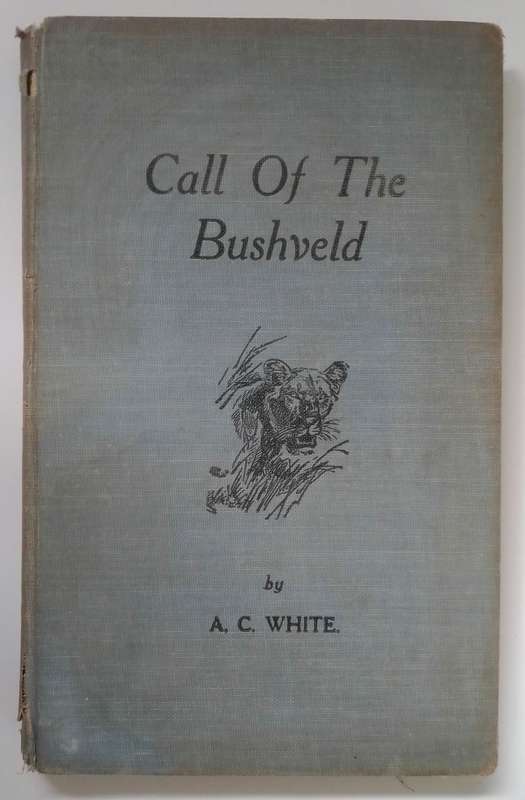 Call Of The
Bushveld
by
A. C. WHITE.